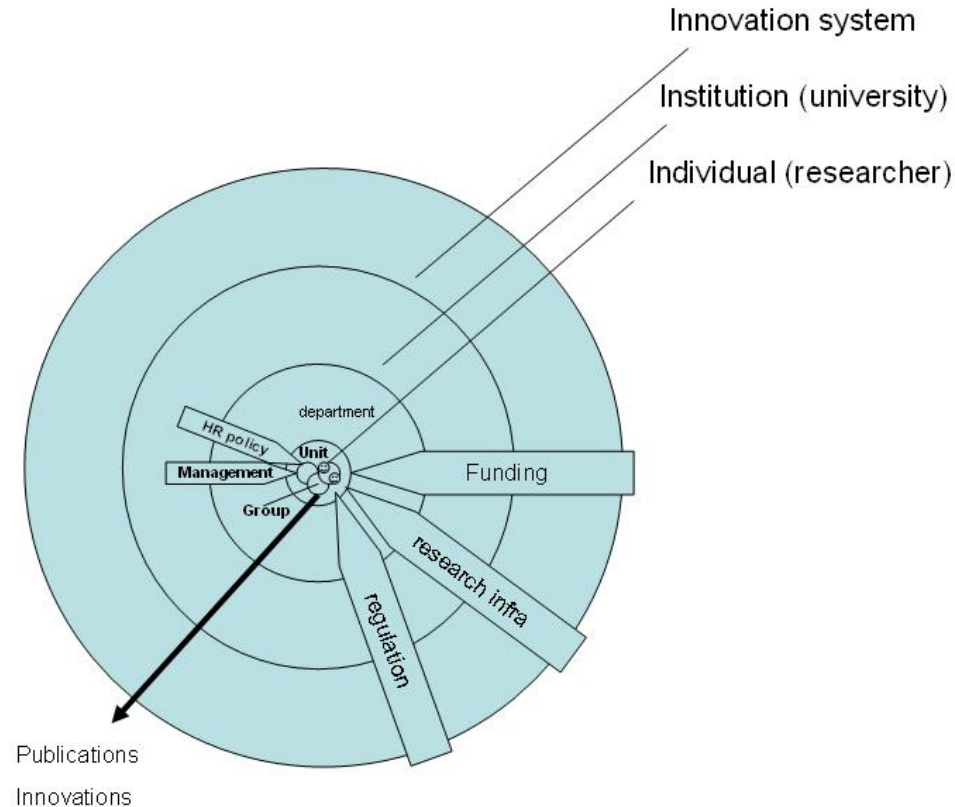 Innovation system
Institution (university)
Individual (researcher)
department
HR policy
Unit
Management
Funding
Group
research infra
regulation
Publications
Innovations